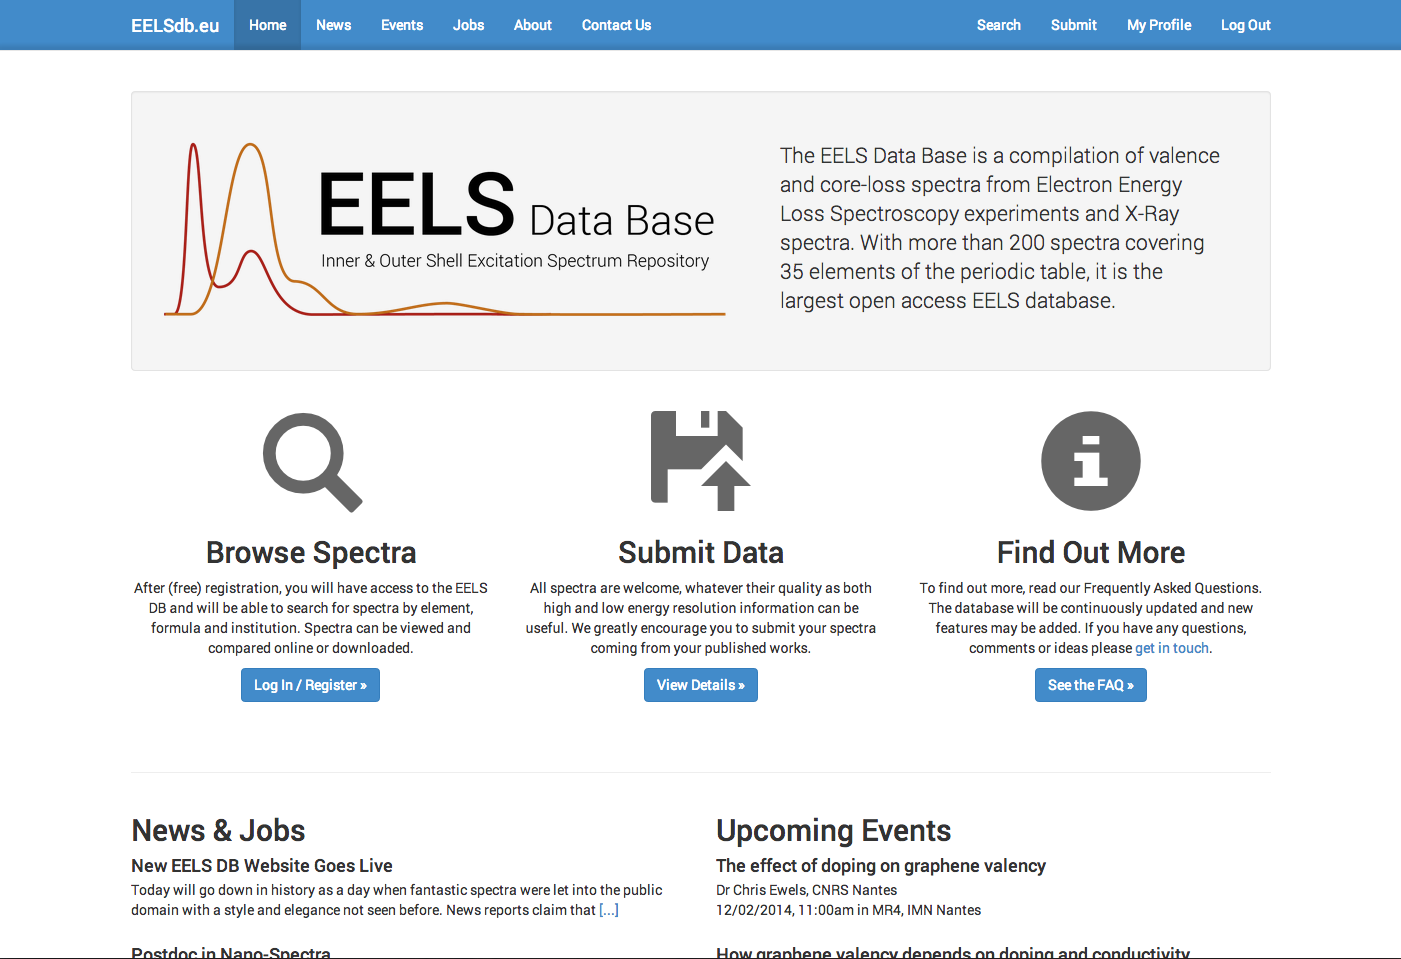 EELSdb.eu Home News Events Jobs About Contact Us Search Submit My Profile Log Out
EELS Data Base
Inner & Outer Shell Excitation Spectrum Repository
The EELS Data Base is a compilation of valence
and core-loss spectra from Electron Energy
Loss Spectroscopy experiments and X-Ray
spectra. With more than 200 spectra covering
35 elements of the periodic table, it is the
largest open access EELS database.
Browse Spectra
After (free) registration, you will have access to the EELS
DB and will be able to search for spectra by element,
formula and institution. Spectra can be viewed and
compared online or downloaded.
Log In / Register »
Submit Data
All spectra are welcome, whatever their quality as both
high and low energy resolution information can be
useful. We greatly encourage you to submit your spectra
coming from your published works.
View Details »
Find Out More
To find out more, read our Frequently Asked Questions.
The database will be continuously updated and new
features may be added. If you have any questions,
comments or ideas please get in touch.
See the FAQ »
News & Jobs
New EELS DB Website Goes Live
Today will go down in history as a day when fantastic spectra were let into the public
domain with a style and elegance not seen before. News reports claim that [...]
Postdoc in Nano-Spectra
Upcoming Events
The effect of doping on graphene valency
Dr Chris Ewels, CNRS Nantes
12/02/2014, 11:00am in MR4, IMN Nantes
How graphene valency depends on doping and conductivity